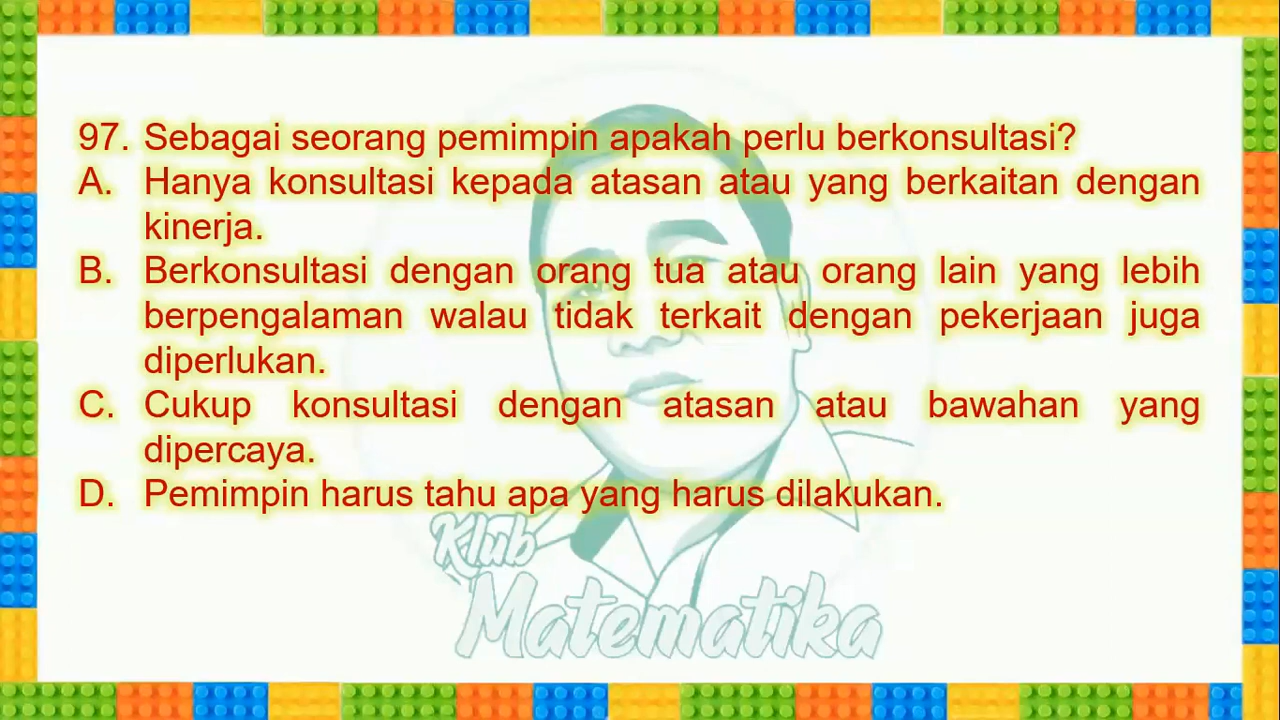 97. Sebagai seorang pemimpin apakah perlu berkonsultasi?
A. Hanya konsultasi kepada atasan atau yang berkaitan dengan
kinerja.
B. Berkonsultasi dengan orang tua atau orang lain yang lebih
berpengalaman walau tidak terkait dengan pekerjaan juga
diperlukan.
C. Cukup konsultasi dengan atasan atau bawahan yang
dipercaya.
D. Pemimpin harus tahu apa yang harus dilakukan.
Klub
Matematika